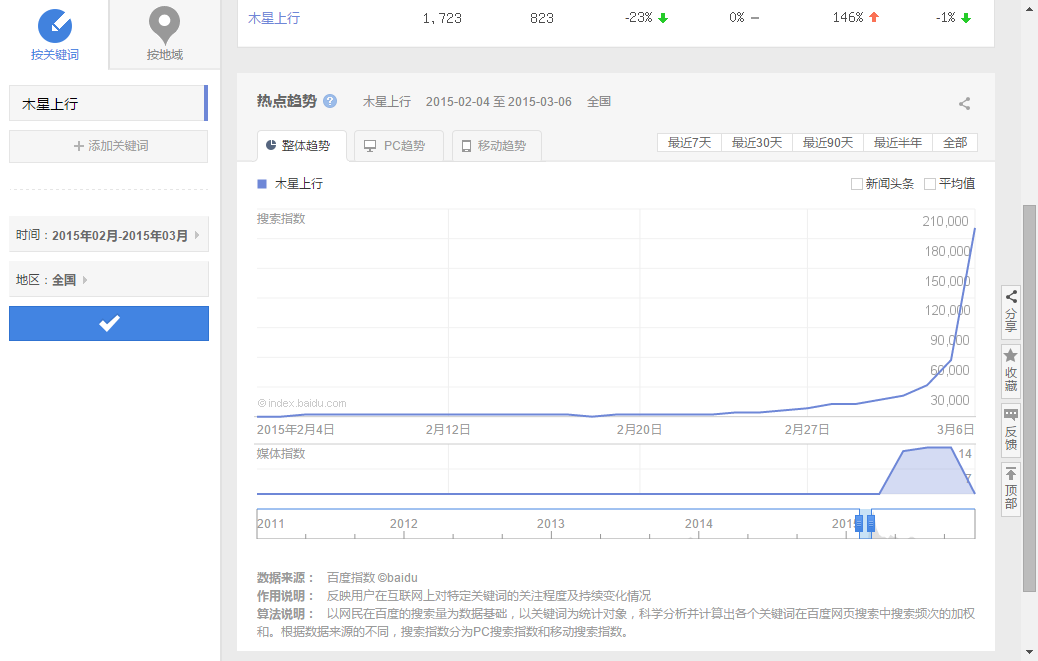 按关键词
按地域
木星上行 1,723 823 -23% 0% 146% -1%
木星上行
添加关键词
时间：2015年02月-2015年03月
地区：全国
热点趋势 ? 木星上行 2015-02-04 至 2015-03-06 全国
整体趋势 PC趋势 移动趋势
最近7天 最近30天 最近90天 最近半年 全部
木星上行
新闻头条 平均值
搜索指数
210,000
180,000
150,000
120,000
90,000
60,000
30,000
©index.baidu.com
2015年2月4日 2月12日 2月20日 2月27日 3月6日
媒体指数
14
7
2011 2012 2013 2014 2015
数据来源： 百度指数 ©baidu
作用说明： 反映用户在互联网上对特定关键词的关注程度及持续变化情况
算法说明： 以网民在百度的搜索量为数据基础，以关键词为统计对象，科学分析并计算出各个关键词在百度网页搜索中搜索频次的加权
和。根据数据来源的不同，搜索指数分为PC搜索指数和移动搜索指数。
分享
收藏
反馈
顶部